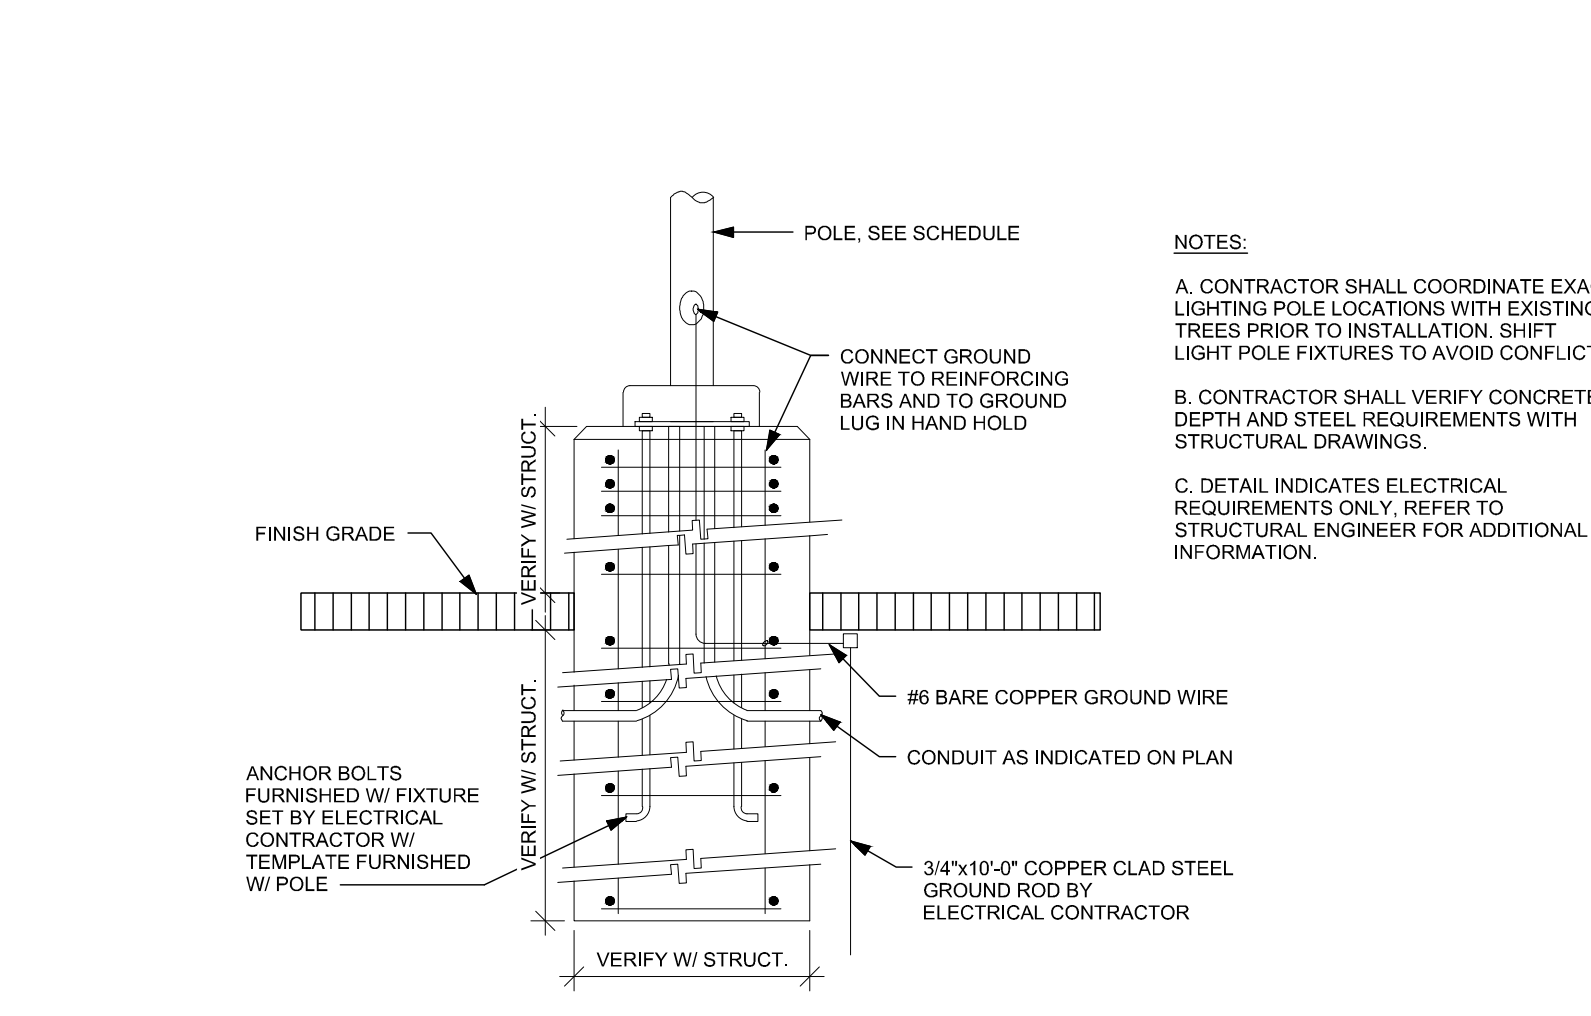 POLE, SEE SCHEDULE
CONNECT GROUND
WIRE TO REINFORCING
BARS AND TO GROUND
LUG IN HAND HOLD
VERIFY W/ STRUCT.
FINISH GRADE
#6 BARE COPPER GROUND WIRE
CONDUIT AS INDICATED ON PLAN
VERIFY W/ STRUCT.
ANCHOR BOLTS
FURNISHED W/ FIXTURE
SET BY ELECTRICAL
CONTRACTOR W/
TEMPLATE FURNISHED
W/ POLE
3/4"x10'-0" COPPER CLAD STEEL
GROUND ROD BY
ELECTRICAL CONTRACTOR
VERIFY W/ STRUCT.
NOTES:
A. CONTRACTOR SHALL COORDINATE
LIGHTING POLE LOCATIONS WITH EXISTING
TREES PRIOR TO INSTALLATION. SHIFT
LIGHT POLE FIXTURES TO AVOID
B. CONTRACTOR SHALL VERIFY CONCRETE
DEPTH AND STEEL REQUIREMENTS WITH
STRUCTURAL DRAWINGS.
C. DETAIL INDICATES ELECTRICAL
REQUIREMENTS ONLY, REFER TO
STRUCTURAL ENGINEER FOR ADDITIONAL
INFORMATION.